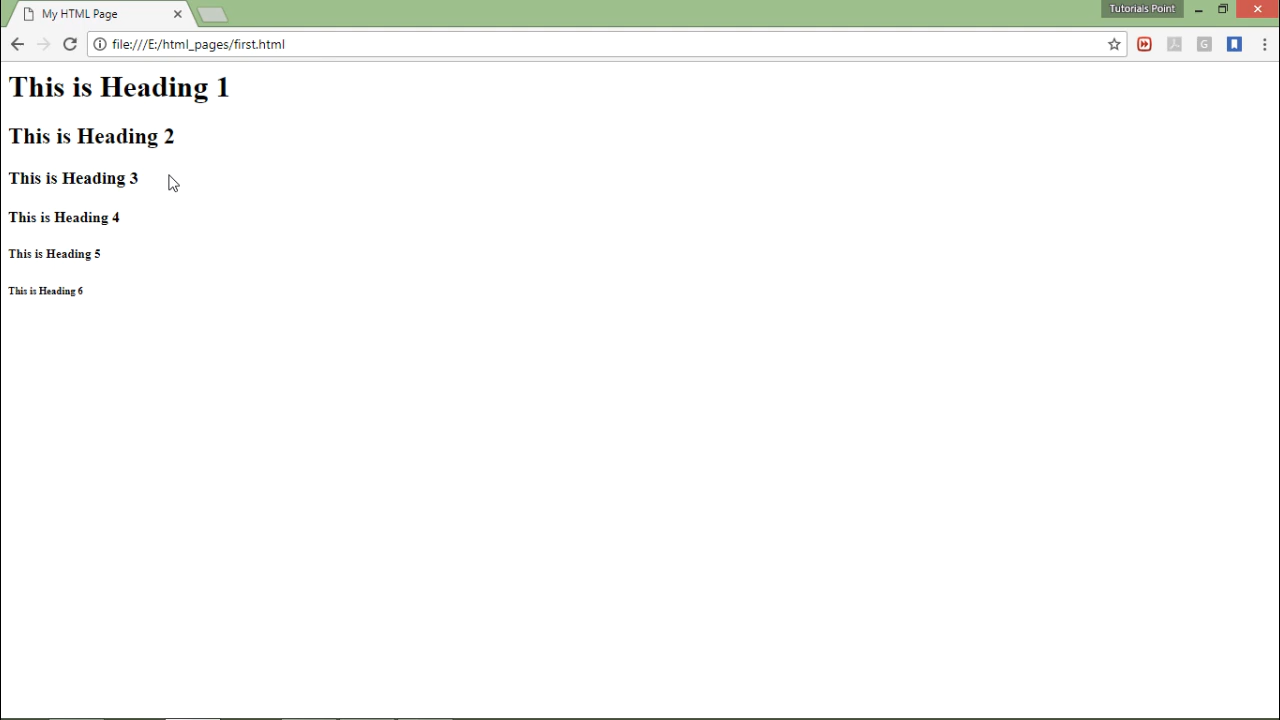 My HTML Page
Tutorials Point
file:///E:/html_pages/first.html
G
This is Heading 1
This is Heading 2
This is Heading 3
This is Heading 4
This is Heading 5
This is Heading 6